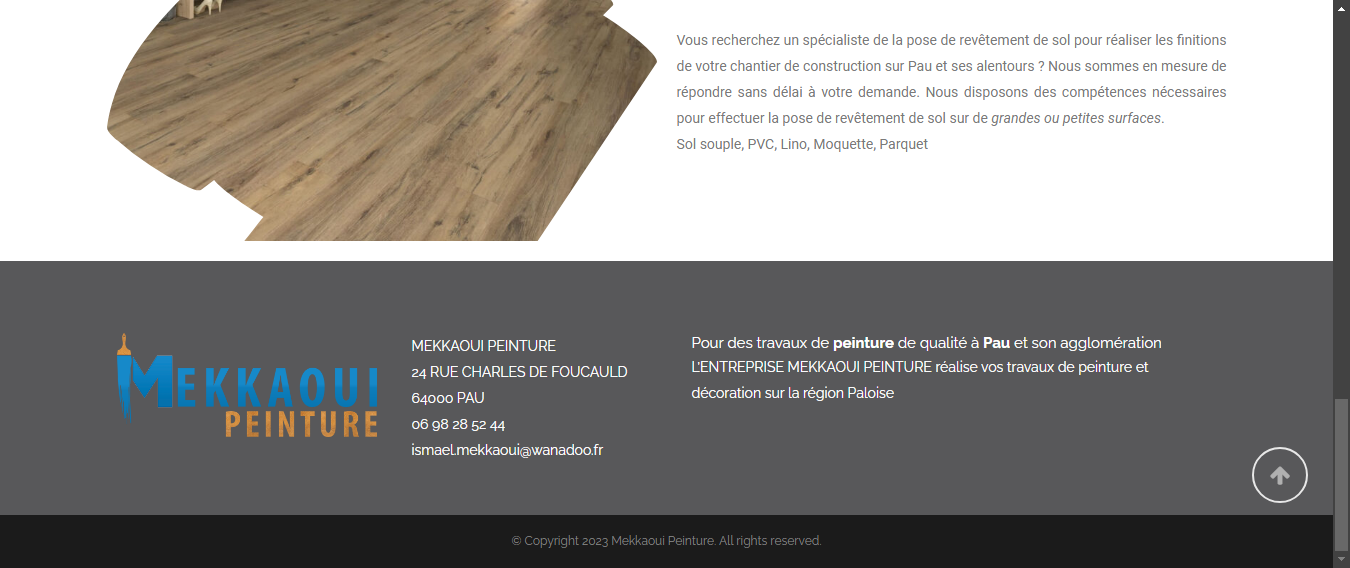 Vous recherchez un spécialiste de la pose de revêtement de sol pour réaliser les finitions
de votre chantier de construction sur Pau et ses alentours ? Nous sommes en mesure de
répondre sans délai à votre demande. Nous disposons des compétences nécessaires
pour effectuer la pose de revêtement de sol sur de grandes ou petites surfaces.
Sol souple, PVC, Lino, Moquette, Parquet
MEKKAOUI
PEINTURE
MEKKAOUI PEINTURE
24 RUE CHARLES DE FOUCAULD
64000 PAU
06 98 28 52 44
ismael.mekkaoui@wanadoo.fr
Pour des travaux de peinture de qualité à Pau et son agglomération
L'ENTREPRISE MEKKAOUI PEINTURE réalise vos travaux de peinture et
décoration sur la région Paloise
© Copyright 2023 Mekkaoui Peinture. All rights reserved.